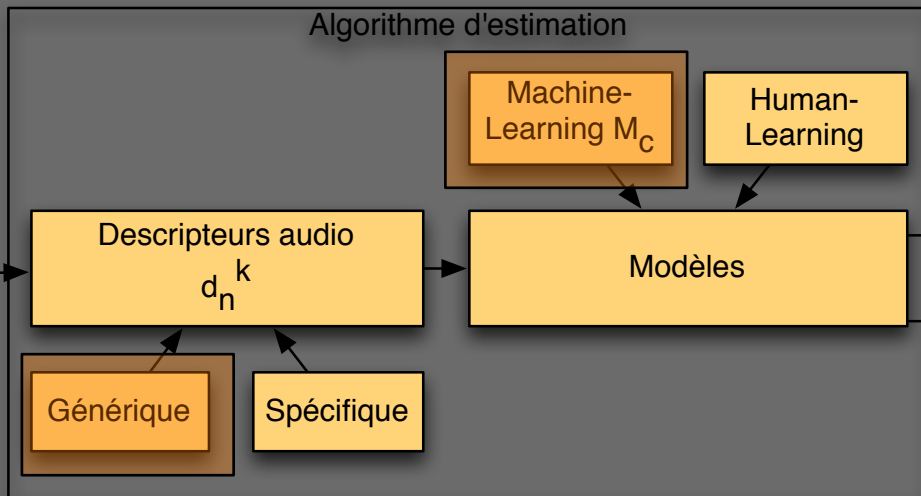 Algorithme d'estimation
Machine-
Learning M_c
Human-
Learning
Descripteurs audio
d_n^k
Modèles
Générique
Spécifique